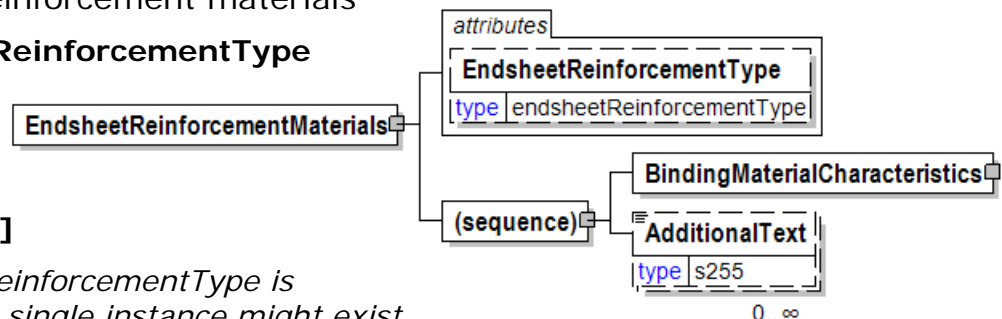 einforcement materials
ReinforcementType
]
einforcementType is
single instance might exist
attributes
EndsheetReinforcementType
type endsheetReinforcementType
EndsheetReinforcementMaterials
(sequence)
BindingMaterialCharacteristics
AdditionalText
type s255
0..∞